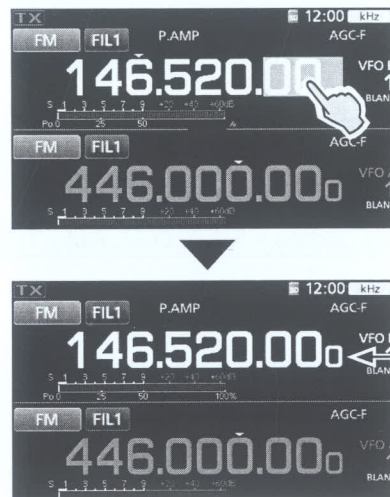 TX 12:00 kHz
FM FIL1 P.AMP AGC-F
146.520.00 VFO
BLAN
S 1 3 5 7 9 +20 +40 +60dB
Po 0 25 50
FM FIL1 AGC-F
446.000.000 VFO
BLAN
S 1 3 5 7 9 +20 +40 +60dB
TX 12:00 kHz
FM FIL1 P.AMP AGC-F
146.520.000 VFO
BLAN
S 1 3 5 7 9 +20 +40 +60dB
Po 0 25 50 100%
FM FIL1 AGC-F
446.000.000 VFO
BLAN
S 1 3 5 7 9 +20 +40 +60dB